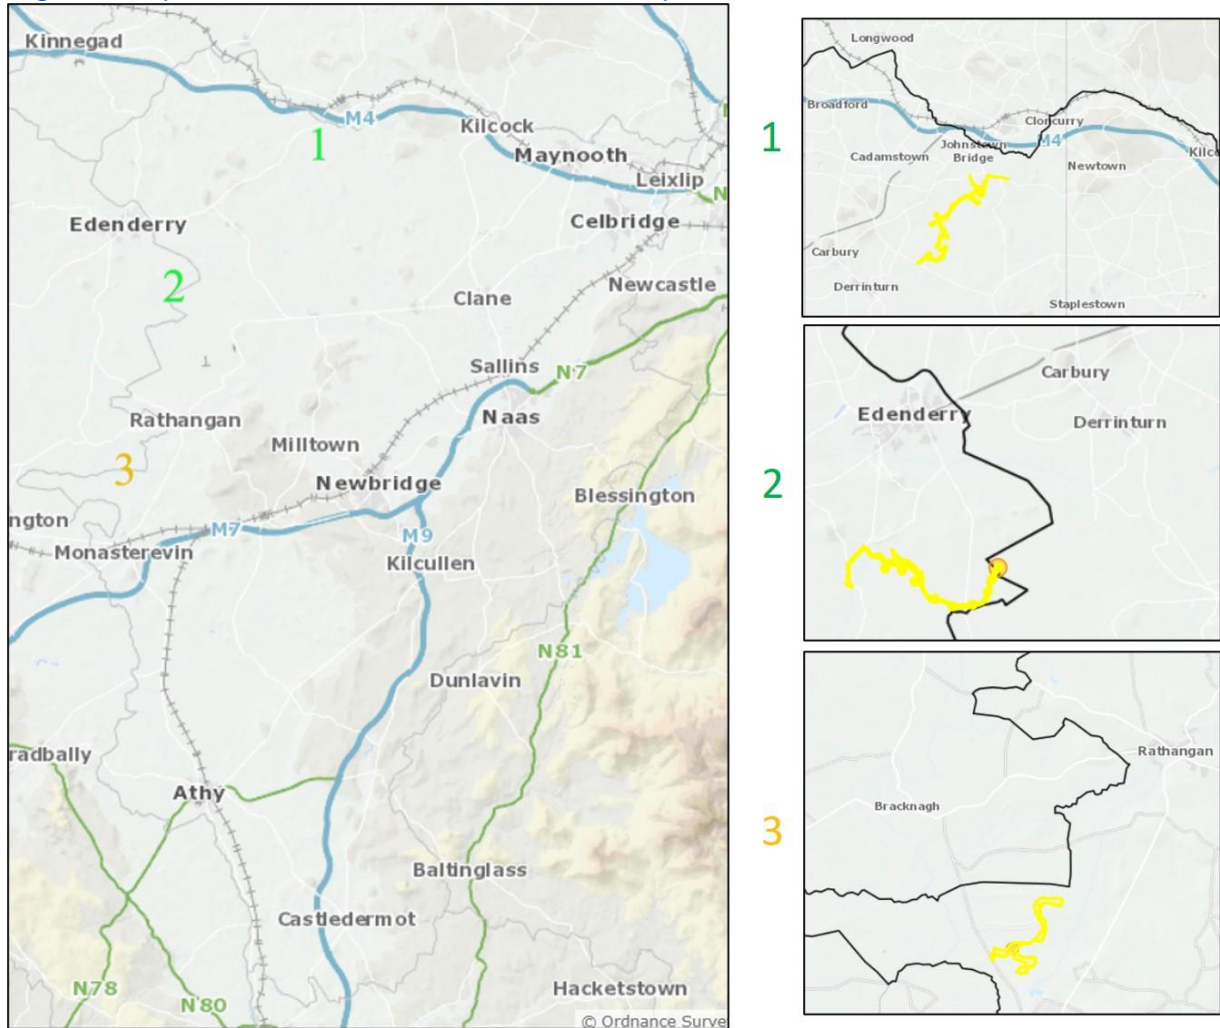 Kinnegad
M4
1
Kilcock
Maynooth
Leixlip
N
Edenderry
Celbridge
2
Clane
Newcastle
Sallins
N7
Rathangan
Naas
Milltown
3
Newbridge
Blessington
ngton
M7
M9
Monasterevin
Kilcullen
N81
Dunlavin
radbally
Athy
Baltinglass
Castledermot
N78
N80
Hacketstown
© Ordnance Surve
1
Longwood
Broadford
Cloncurry
M4
Johnstown
Bridge
Cadamstown
Newtown
Kilco
Carbury
Derrinturn
Staplestown
2
Carbury
Edenderry
Derrinturn
3
Rathangan
Bracknagh